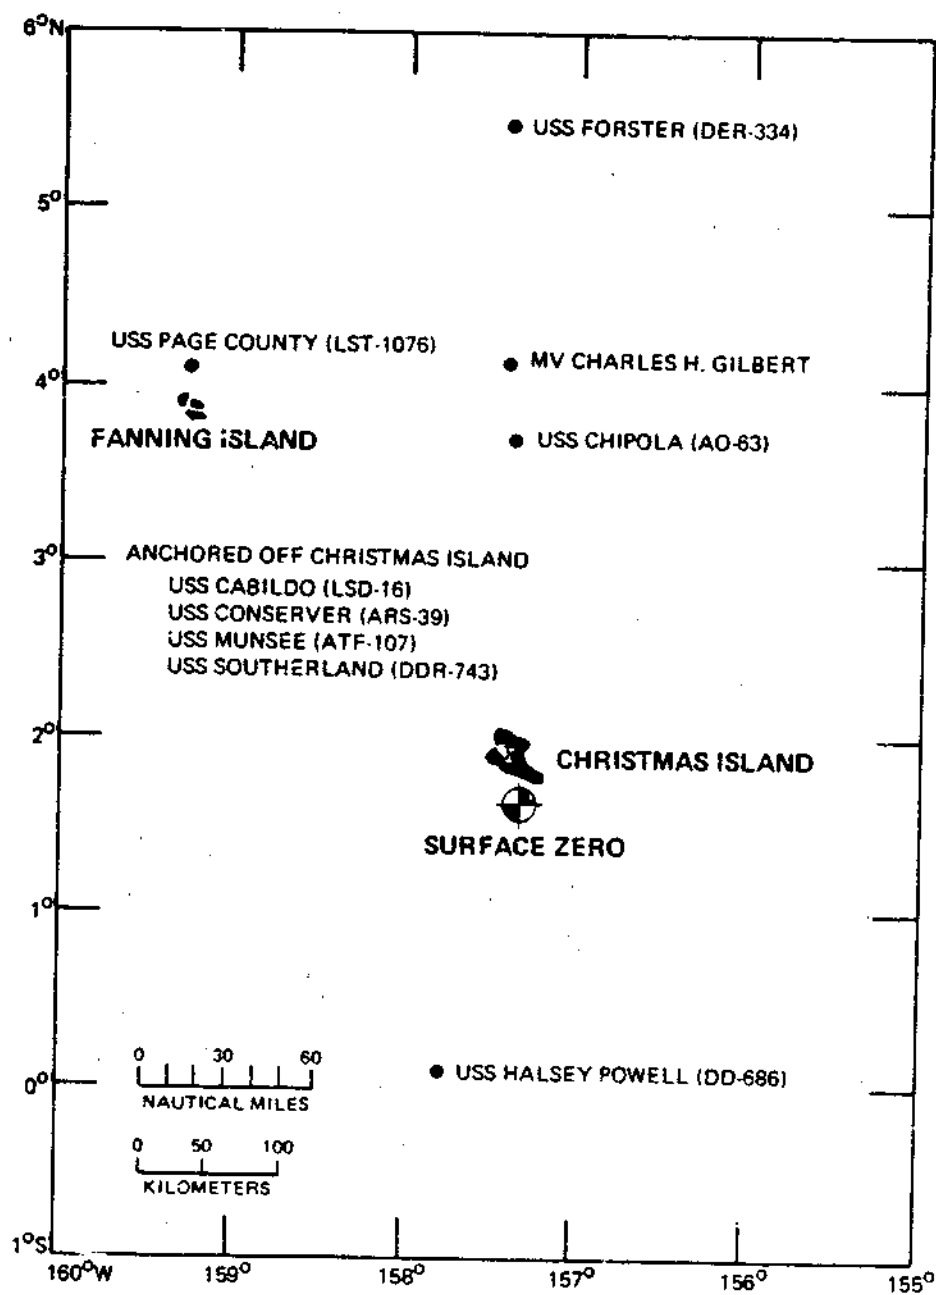 6°N
USS FORSTER (DER-334)
5°
USS PAGE COUNTY (LST-1076)
MV CHARLES H. GILBERT
4°
FANNING ISLAND
USS CHIPOLA (AO-63)
3°
ANCHORED OFF CHRISTMAS ISLAND
USS CABILDO (LSD-16)
USS CONSERVER (ARS-39)
USS MUNSEE (ATF-107)
USS SOUTHERLAND (DDR-743)
2°
CHRISTMAS ISLAND
SURFACE ZERO
1°
0 30 60
NAUTICAL MILES
0°
USS HALSEY POWELL (DD-686)
0 50 100
KILOMETERS
1°S
160°W 159° 158° 157° 156° 155°